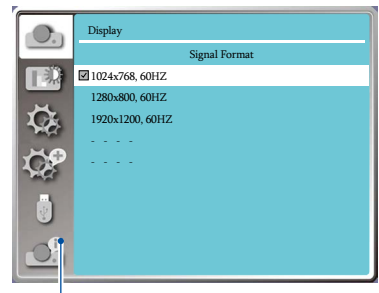 Display
Signal Format
1024x768, 60HZ
1280x800, 60HZ
1920x1200, 60HZ
- - - -
- - - -